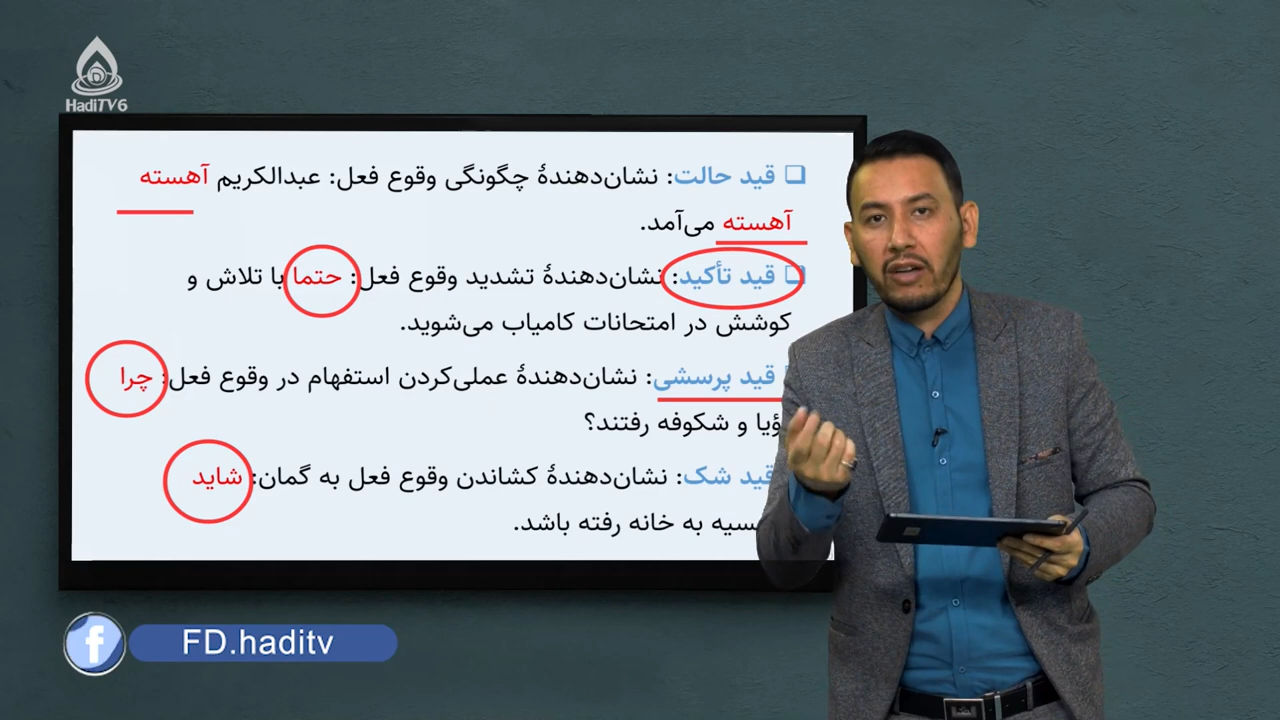 HadiTV6
قید حالت: نشان‌دهندهٔ چگونگی وقوع فعل: عبدالکریم آهسته
آهسته می‌آمد.
قید تأکید: نشان‌دهندهٔ تشدید وقوع فعل: حتما با تلاش و
کوشش در امتحانات کامیاب می‌شوید.
قید پرسشی: نشان‌دهندهٔ عملی‌کردن استفهام در وقوع فعل: چرا
و شکوفه رفتند؟
قید شک: نشان‌دهندهٔ کشاندن وقوع فعل به گمان: شاید
به خانه رفته باشد.
FD.haditv